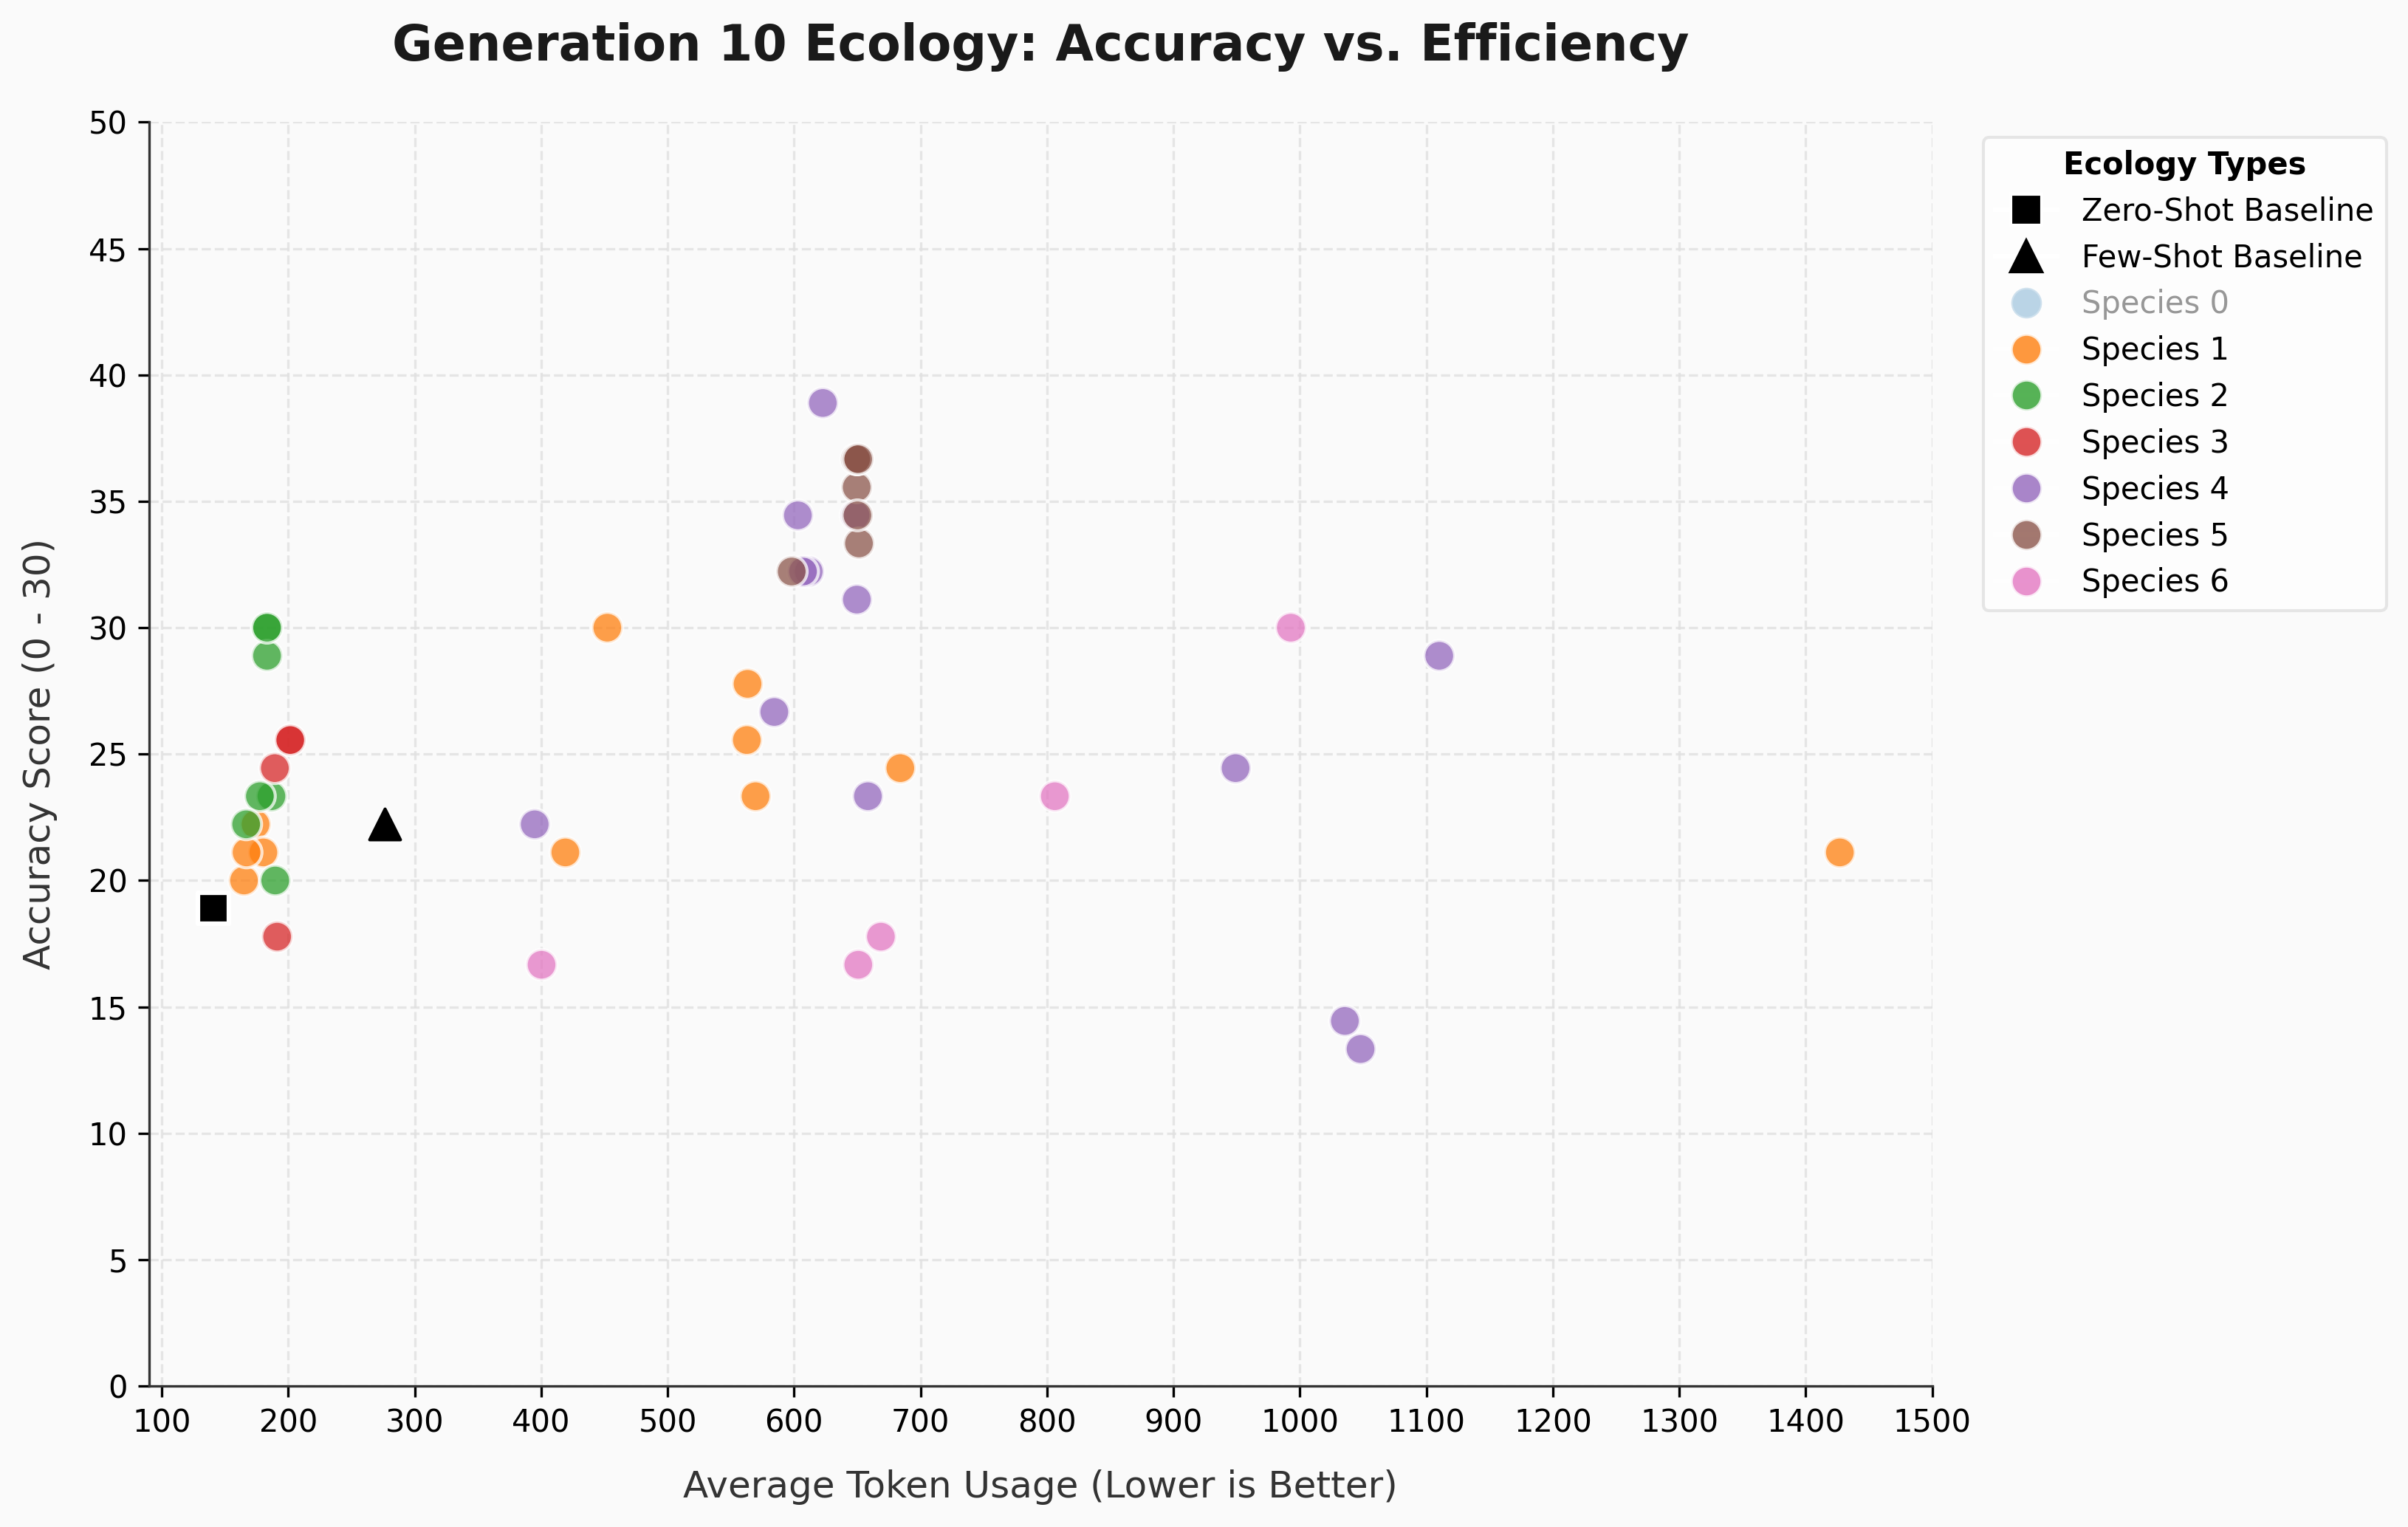 Generation 10 Ecology: Accuracy vs. Efficiency
50
45
40
35
30
25
20
15
10
5
0
Accuracy Score (0 - 30)
100 200 300 400 500 600 700 800 900 1000 1100 1200 1300 1400 1500
Average Token Usage (Lower is Better)
Ecology Types
Zero-Shot Baseline
Few-Shot Baseline
Species 0
Species 1
Species 2
Species 3
Species 4
Species 5
Species 6